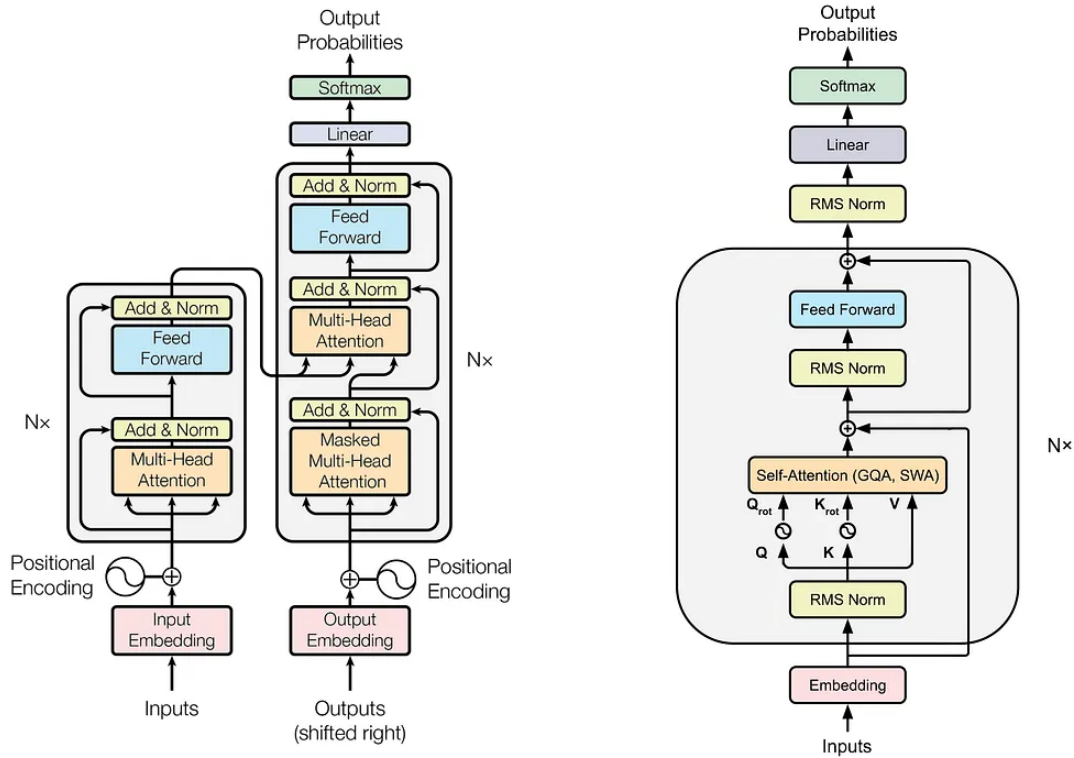 Output
Probabilities
Softmax
Linear
Add & Norm
Feed
Forward
Add & Norm
Multi-Head
Attention
Add & Norm
Masked
Multi-Head
Attention
N×
Add & Norm
Feed
Forward
Add & Norm
Multi-Head
Attention
N×
Positional
Encoding
Positional
Encoding
Input
Embedding
Output
Embedding
Inputs
Outputs
(shifted right)
Output
Probabilities
Softmax
Linear
RMS Norm
Feed Forward
RMS Norm
Self-Attention (GQA, SWA)
Qrot Krot V
Q K
N×
RMS Norm
Embedding
Inputs